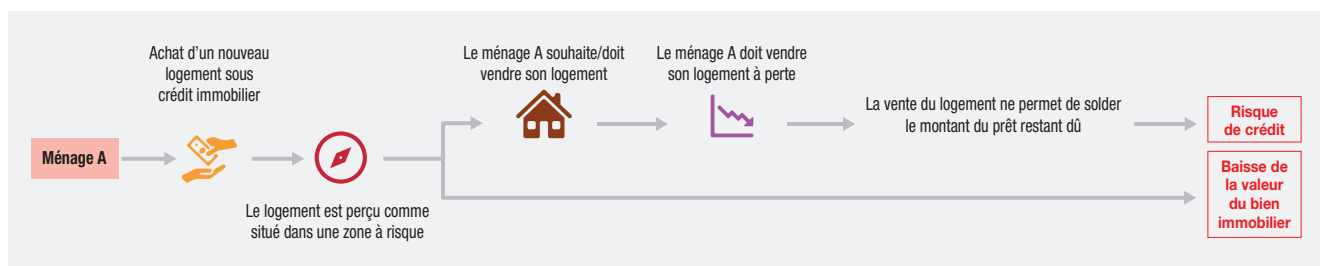 Ménage A
Achat d'un nouveau
logement sous
crédit immobilier
Le logement est perçu comme
situé dans une zone à risque
Le ménage A souhaite/doit
vendre son logement
Le ménage A doit vendre
son logement à perte
La vente du logement ne permet de solder
le montant du prêt restant dû
Risque
de crédit
Baisse de
la valeur
du bien
immobilier